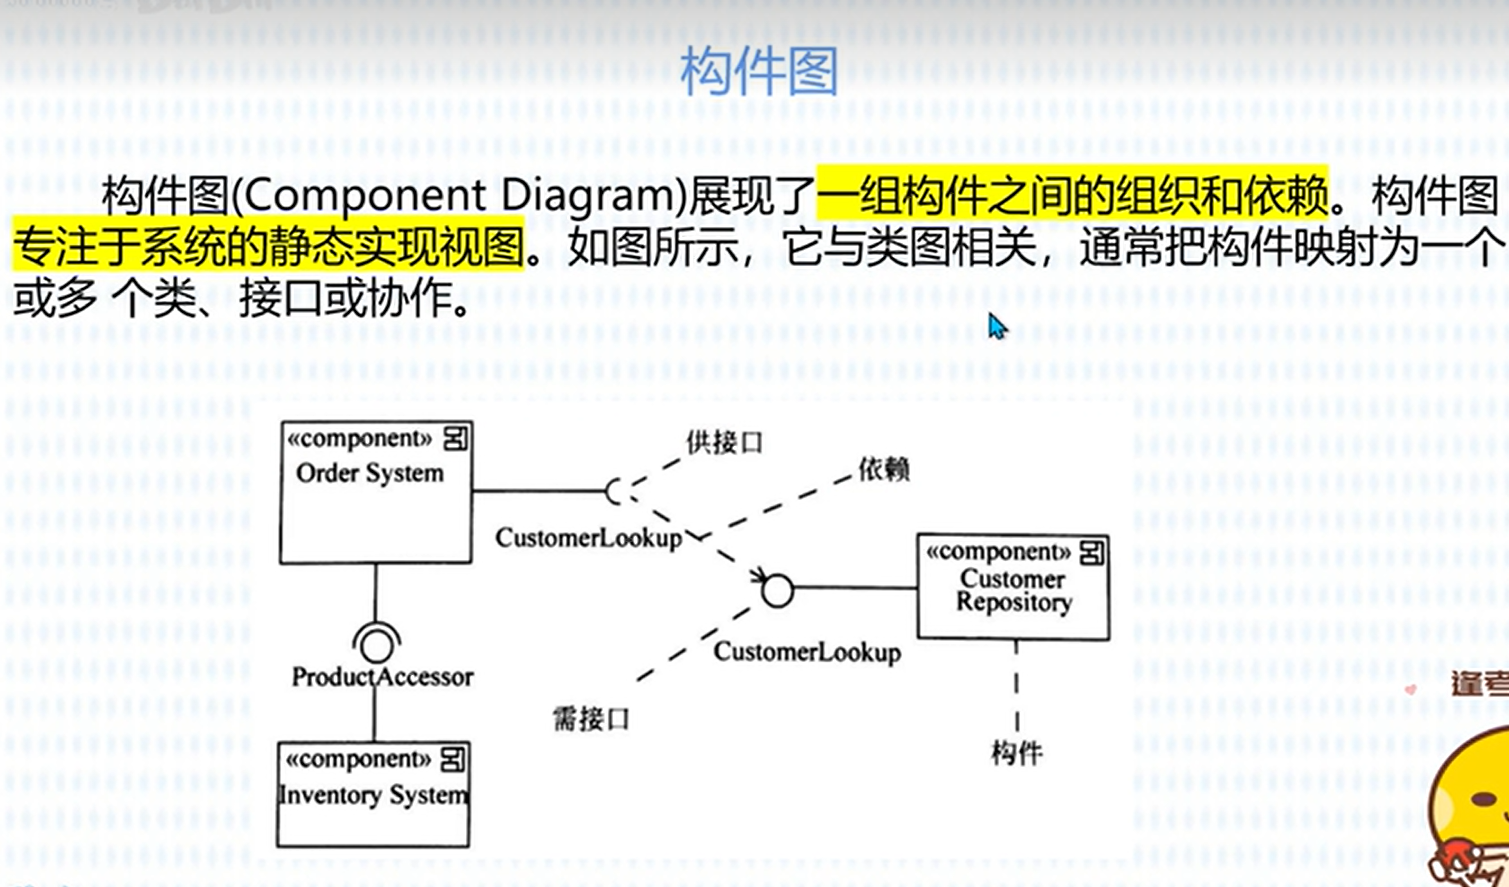 构件图
构件图(Component Diagram)展现了一组构件之间的组织和依赖。构件图
专注于系统的静态实现视图。如图所示，它与类图相关，通常把构件映射为一个
或多 个类、接口或协作。
«component»
Order System
供接口
依赖
CustomerLookup
«component»
Customer
Repository
CustomerLookup
ProductAccessor
需接口
构件
«component»
Inventory System
逢考